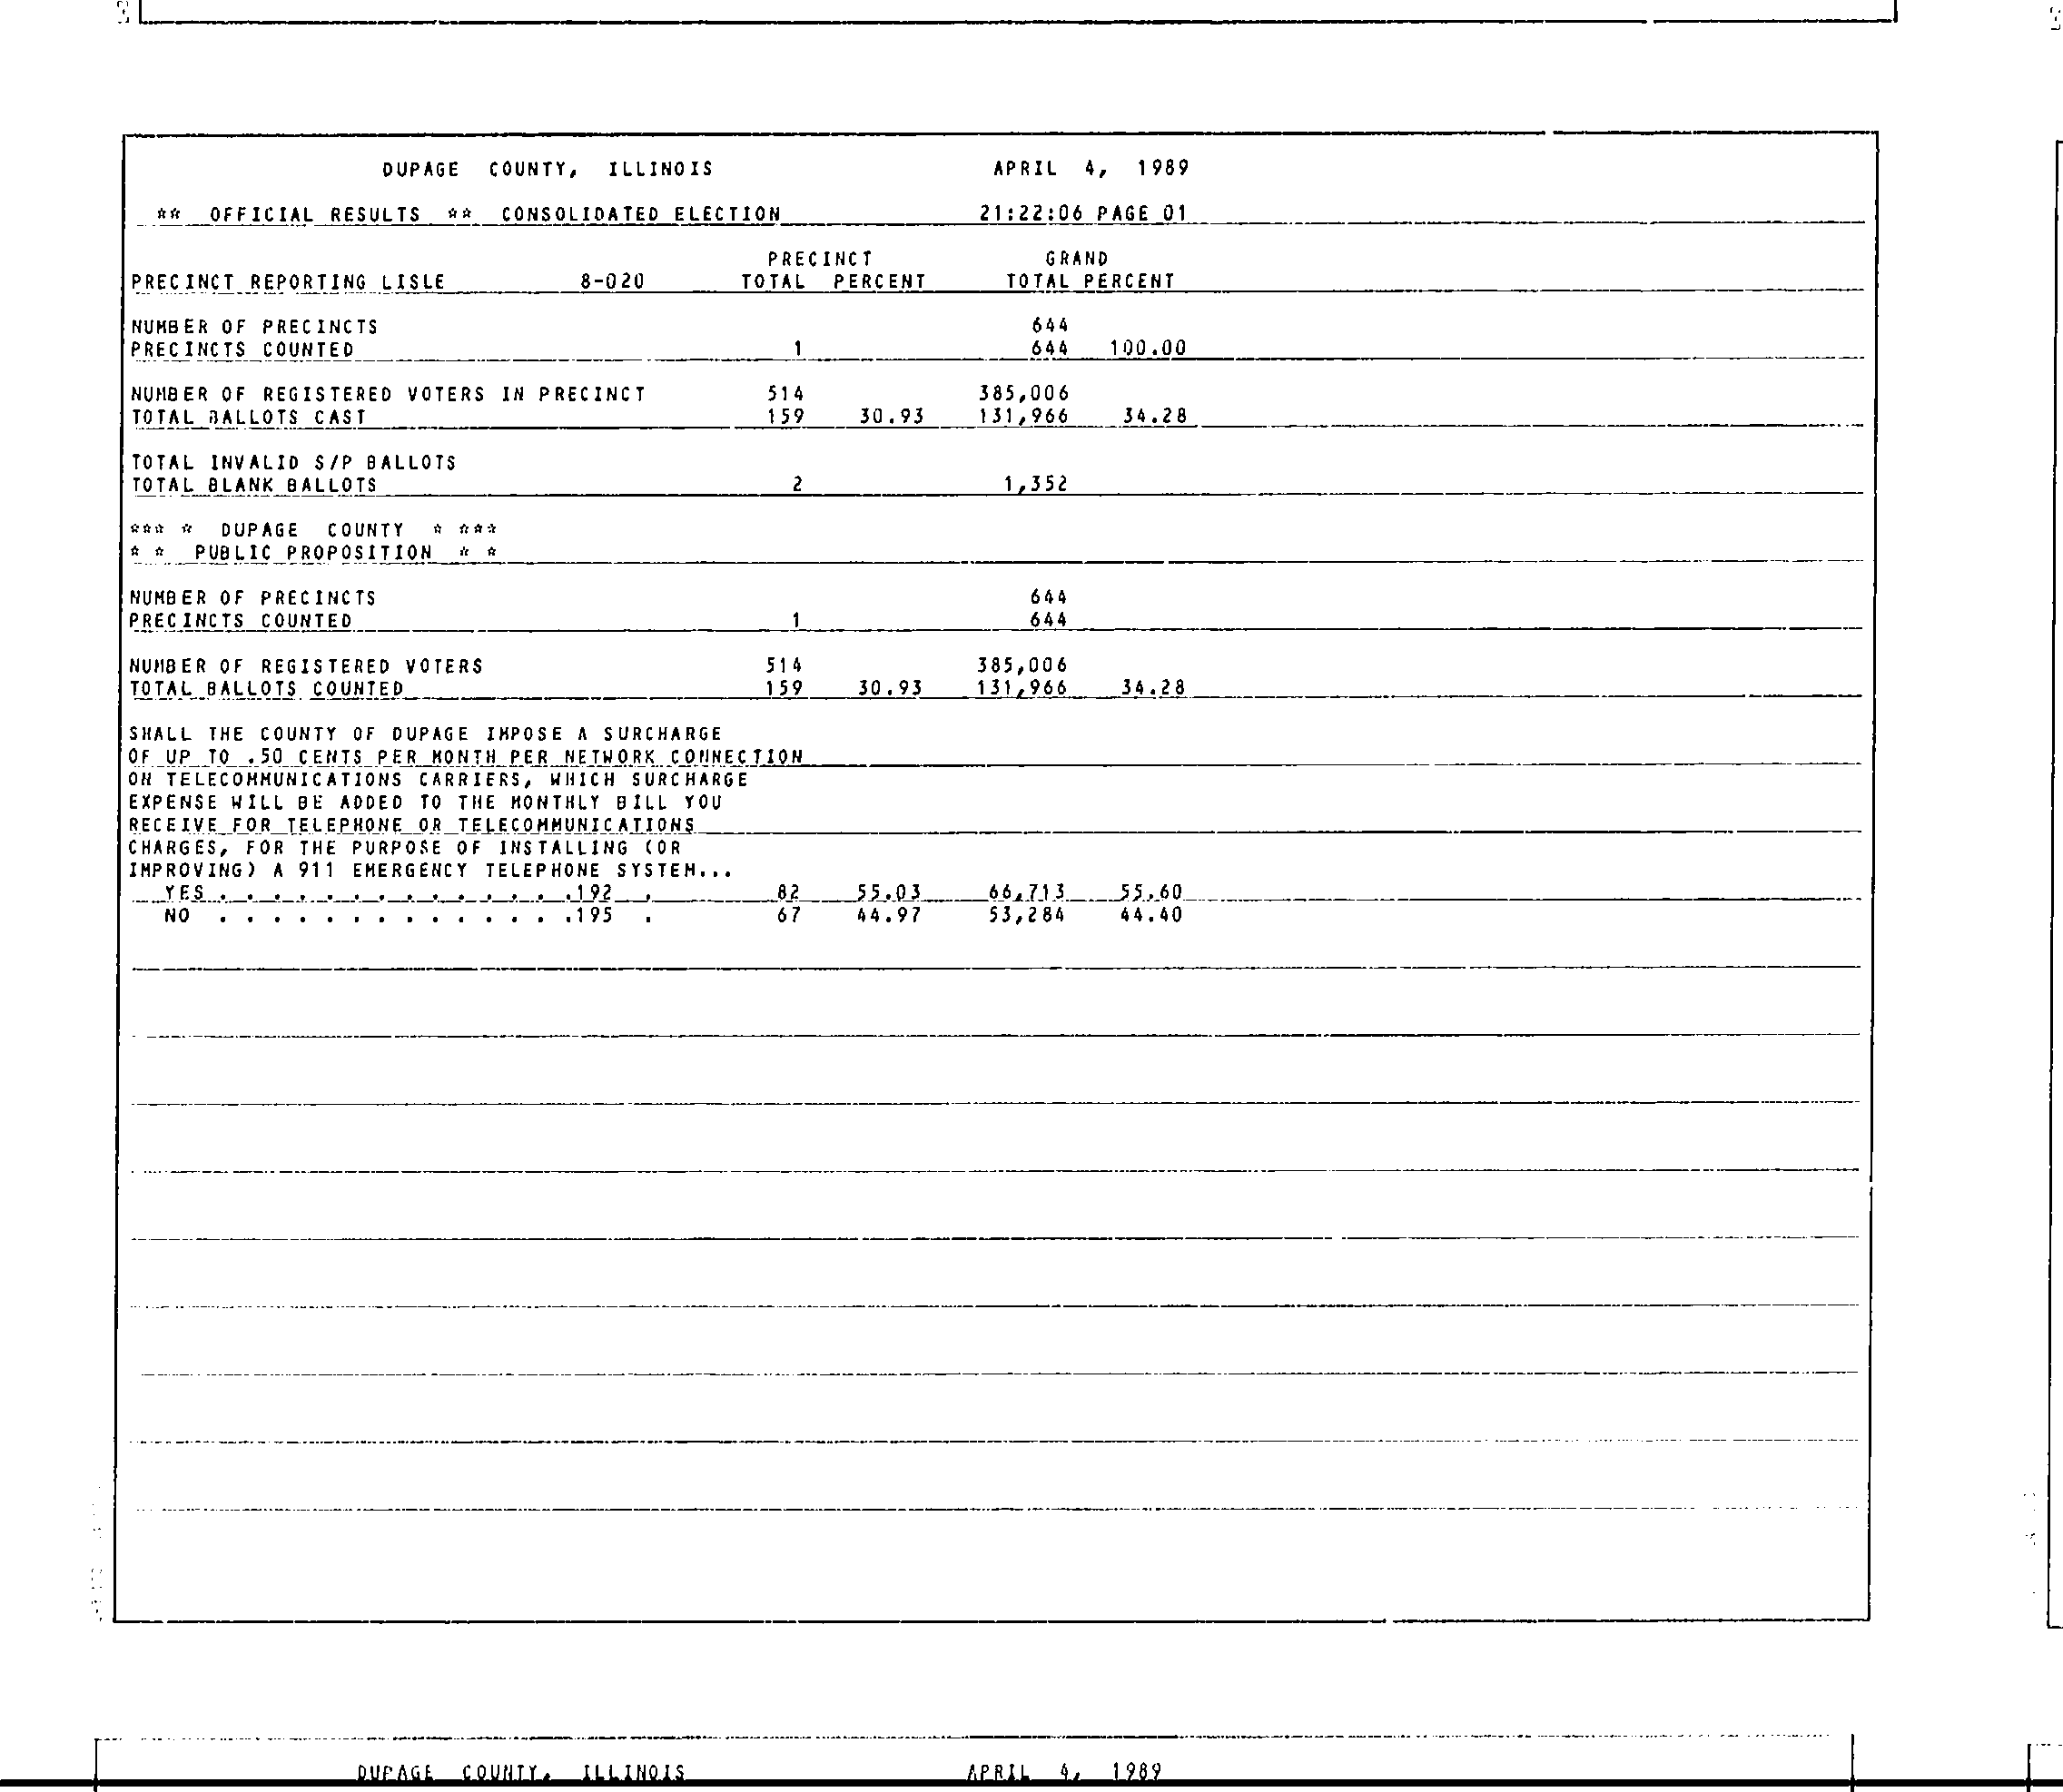 DUPAGE COUNTY, ILLINOIS APRIL 4, 1989
** OFFICIAL RESULTS ** CONSOLIDATED ELECTION 21:22:06 PAGE 01
PRECINCT GRAND
PRECINCT REPORTING LISLE 8-020 TOTAL PERCENT TOTAL PERCENT
NUMBER OF PRECINCTS 644
PRECINCTS COUNTED 1 644 100.00
NUMBER OF REGISTERED VOTERS IN PRECINCT 514 385,006
TOTAL BALLOTS CAST 159 30.93 131,966 34.28
TOTAL INVALID S/P BALLOTS
TOTAL BLANK BALLOTS 2 1,352
*** * DUPAGE COUNTY * ***
* * PUBLIC PROPOSITION * *
NUMBER OF PRECINCTS 644
PRECINCTS COUNTED 1 644
NUMBER OF REGISTERED VOTERS 514 385,006
TOTAL BALLOTS COUNTED 159 30.93 131,966 34.28
SHALL THE COUNTY OF DUPAGE IMPOSE A SURCHARGE
OF UP TO .50 CENTS PER MONTH PER NETWORK CONNECTION
ON TELECOMMUNICATIONS CARRIERS, WHICH SURCHARGE
EXPENSE WILL BE ADDED TO THE MONTHLY BILL YOU
RECEIVE FOR TELEPHONE OR TELECOMMUNICATIONS
CHARGES, FOR THE PURPOSE OF INSTALLING (OR
IMPROVING) A 911 EMERGENCY TELEPHONE SYSTEM...
YES . . . . . . . . . . . . . .192 . 82 55.03 66,713 55.60
NO . . . . . . . . . . . . . .195 . 67 44.97 53,284 44.40
DUPAGE COUNTY, ILLINOIS APRIL 4, 1989